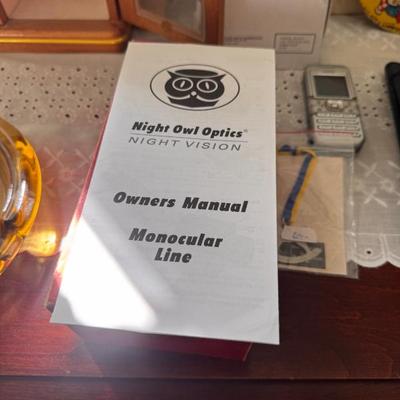 Night Owl Optics®
NIGHT VISION
Owners Manual
Monocular
Line